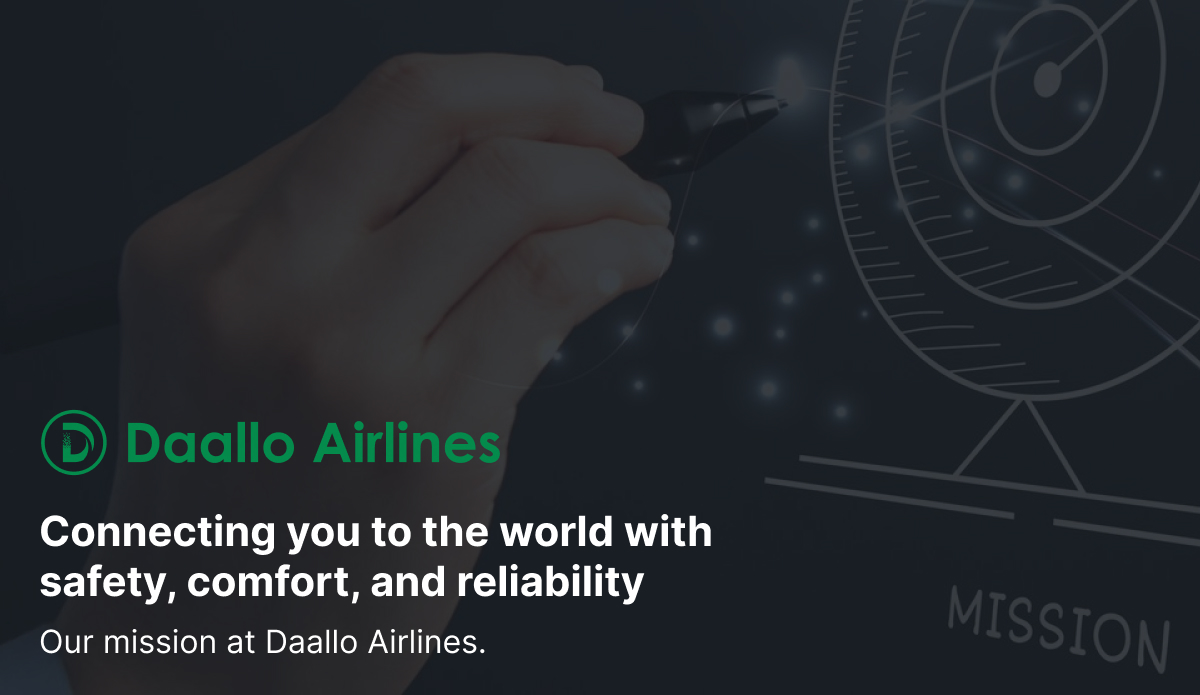 Daallo Airlines
Connecting you to the world with
safety, comfort, and reliability
Our mission at Daallo Airlines.
MISSION